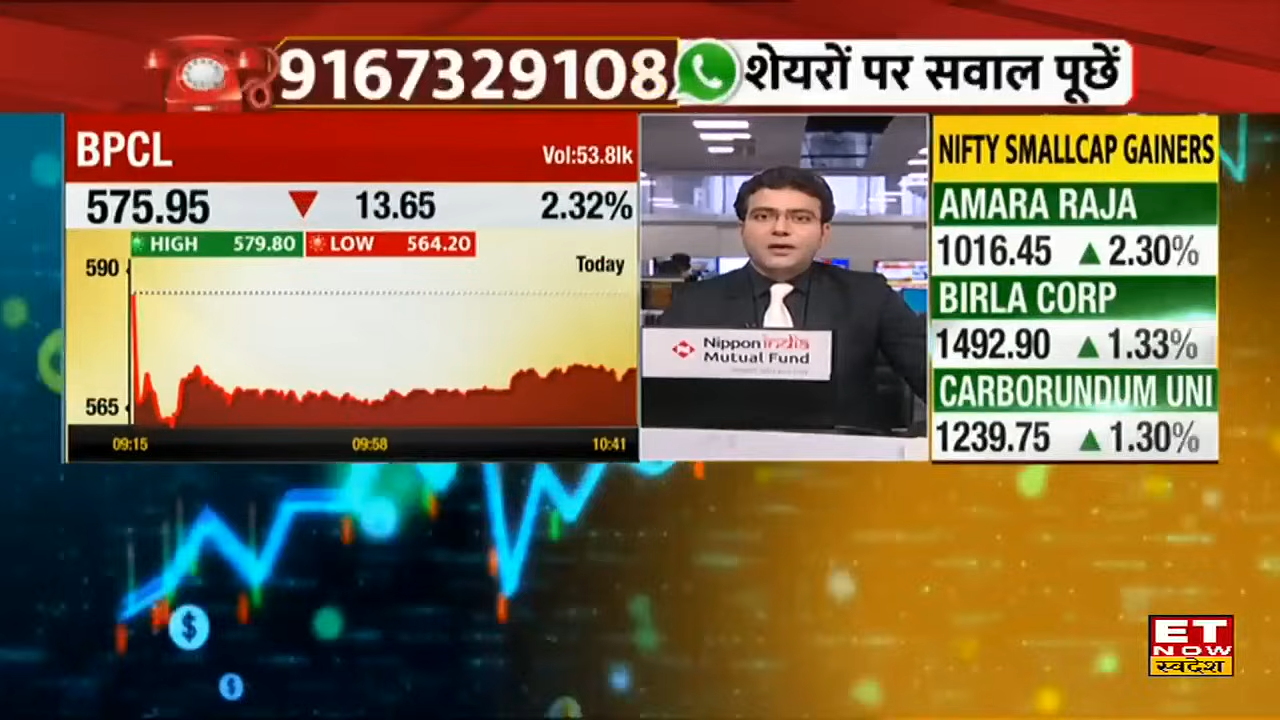 9167329108 शेयरों पर सवाल पूछें
BPCL Vol:53.8lk
575.95 ▼ 13.65 2.32%
HIGH 579.80 LOW 564.20
Today
590
565
09:15 09:58 10:41
Nippon india
Mutual Fund
NIFTY SMALLCAP GAINERS
AMARA RAJA
1016.45 ▲ 2.30%
BIRLA CORP
1492.90 ▲ 1.33%
CARBORUNDUM UNI
1239.75 ▲ 1.30%
$
$
ET
NOW
स्वदेश